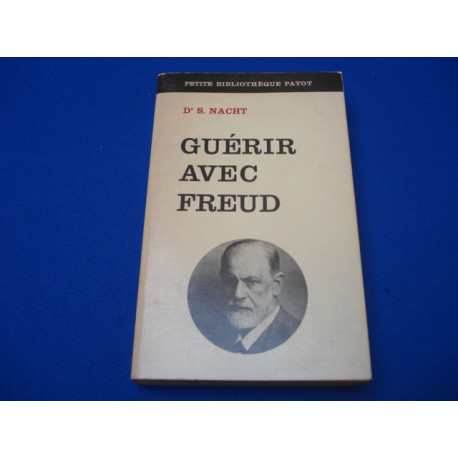 PETITE BIBLIOTHÈQUE PAYOT
Dr S. NACHT
GUÉRIR
AVEC
FREUD